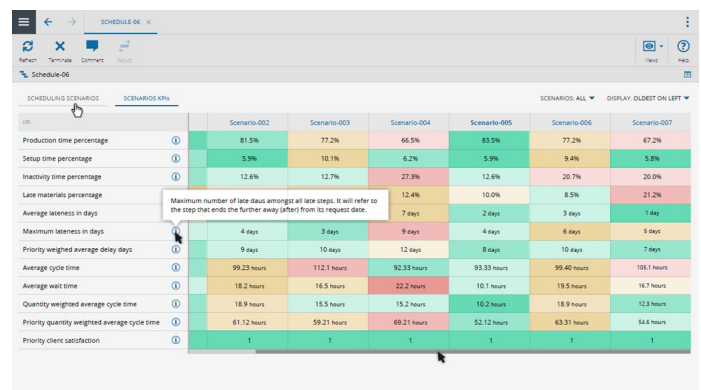 SCHEDULE-06 ×
Refresh Terminate Comment Adjust Views Help
Schedule-06
SCHEDULING SCENARIOS SCENARIOS KPIs SCENARIOS: ALL DISPLAY: OLDEST ON LEFT
KPI Scenario-002 Scenario-003 Scenario-004 Scenario-005 Scenario-006 Scenario-007
Production time percentage 81.5% 77.2% 66.5% 83.5% 77.2% 67.2%
Setup time percentage 5.9% 10.1% 6.2% 5.9% 9.4% 5.8%
Inactivity time percentage 12.6% 12.7% 27.3% 12.6% 20.7% 20.0%
Late materials percentage 12.4% 10.0% 8.5% 21.2%
Maximum number of late daus amongst all late steps. It will refer to
the step that ends the further away (after) from its request date.
Average lateness in days 7 days 2 days 3 days 1 day
Maximum lateness in days 4 days 3 days 9 days 4 days 6 days 5 days
Priority weighted average delay days 9 days 10 days 12 days 8 days 10 days 7 days
Average cycle time 99.23 hours 112.1 hours 92.33 hours 93.33 hours 99.40 hours 105.1 hours
Average wait time 18.2 hours 16.5 hours 22.2 hours 10.1 hours 19.5 hours 16.7 hours
Quantity weighted average cycle time 18.9 hours 15.5 hours 15.2 hours 10.2 hours 18.9 hours 12.3 hours
Priority quantity weighted average cycle time 61.12 hours 59.21 hours 69.21 hours 52.12 hours 63.31 hours 54.6 hours
Priority client satisfaction 1 1 1 1 1 1